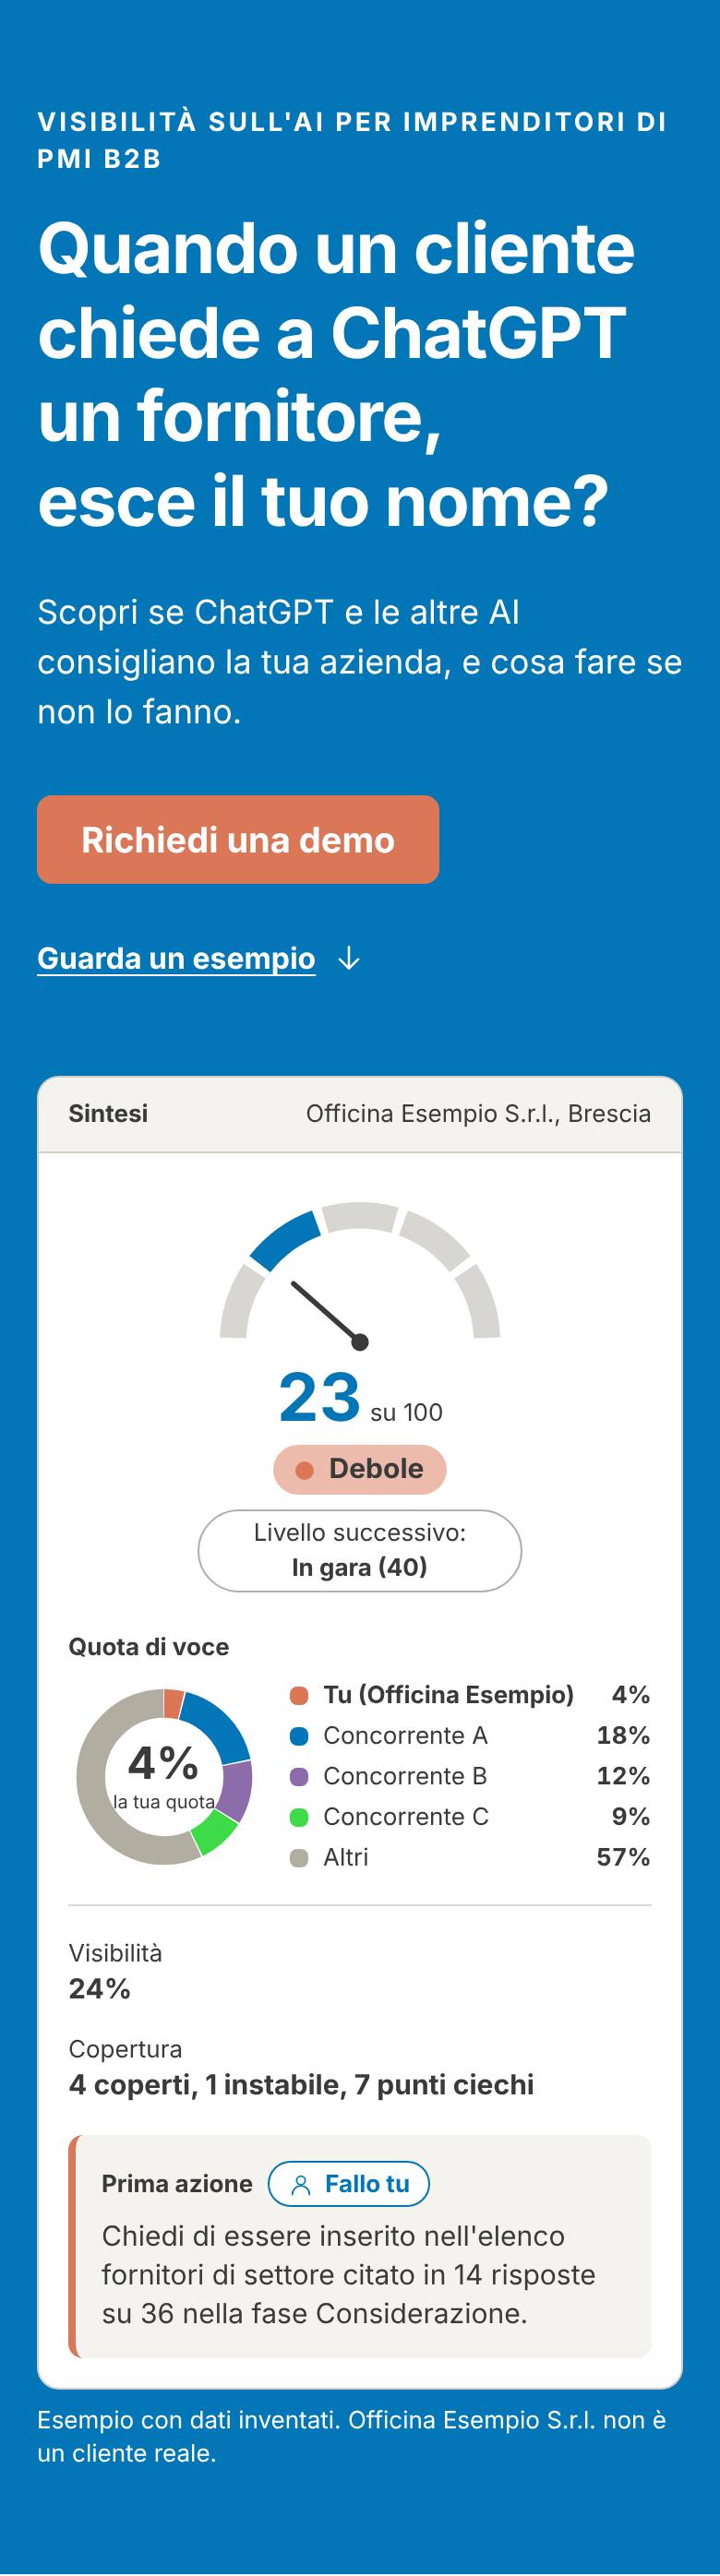 VISIBILITÀ SULL'AI PER IMPRENDITORI DI
PMI B2B
Quando un cliente
chiede a ChatGPT
un fornitore,
esce il tuo nome?
Scopri se ChatGPT e le altre AI
consigliano la tua azienda, e cosa fare se
non lo fanno.
Richiedi una demo
Guarda un esempio ↓
Sintesi Officina Esempio S.r.l., Brescia
23 su 100
Debole
Livello successivo:
In gara (40)
Quota di voce
4%
la tua quota
Tu (Officina Esempio) 4%
Concorrente A 18%
Concorrente B 12%
Concorrente C 9%
Altri 57%
Visibilità
24%
Copertura
4 coperti, 1 instabile, 7 punti ciechi
Prima azione Fallo tu
Chiedi di essere inserito nell'elenco
fornitori di settore citato in 14 risposte
su 36 nella fase Considerazione.
Esempio con dati inventati. Officina Esempio S.r.l. non è
un cliente reale.